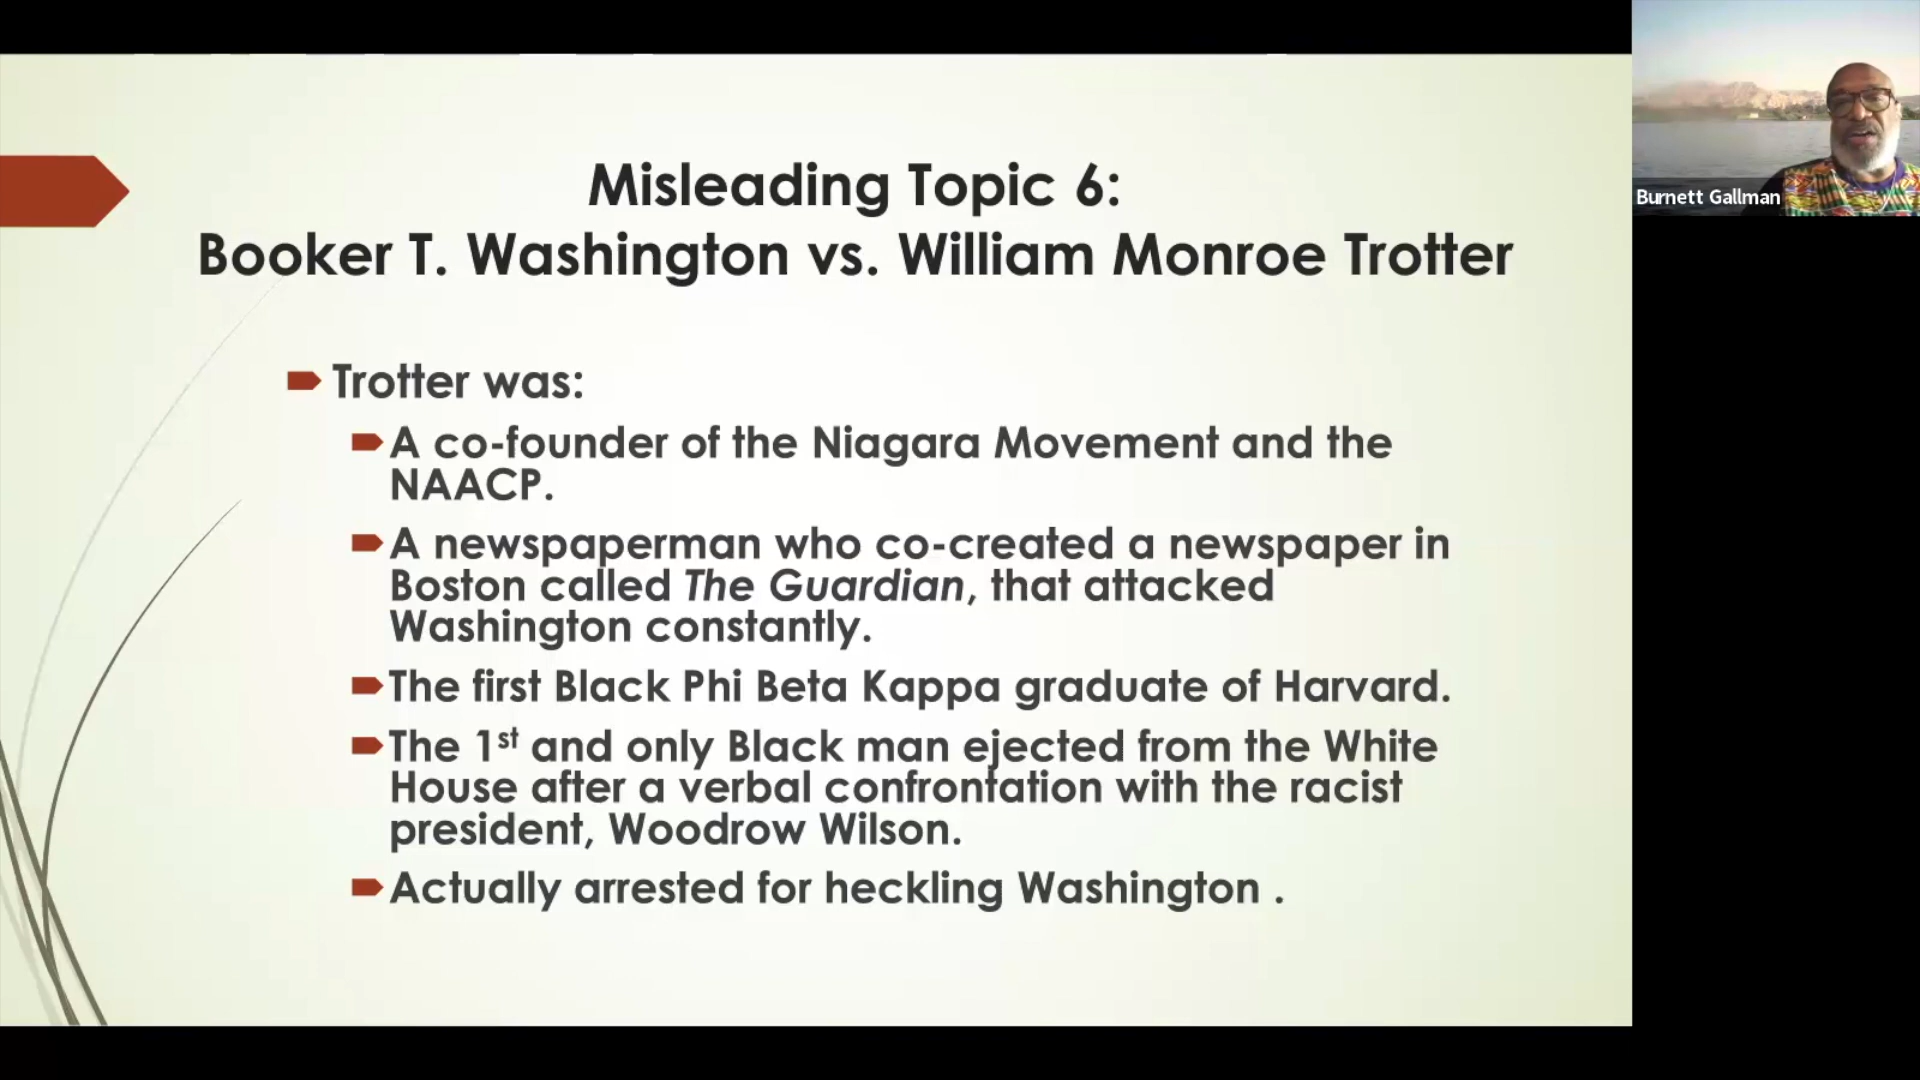 Misleading Topic 6:
Booker T. Washington vs. William Monroe Trotter
Trotter was:
A co-founder of the Niagara Movement and the
NAACP.
A newspaperman who co-created a newspaper in
Boston called The Guardian, that attacked
Washington constantly.
The first Black Phi Beta Kappa graduate of Harvard.
The 1st and only Black man ejected from the White
House after a verbal confrontation with the racist
president, Woodrow Wilson.
Actually arrested for heckling Washington .
Burnett Gallman